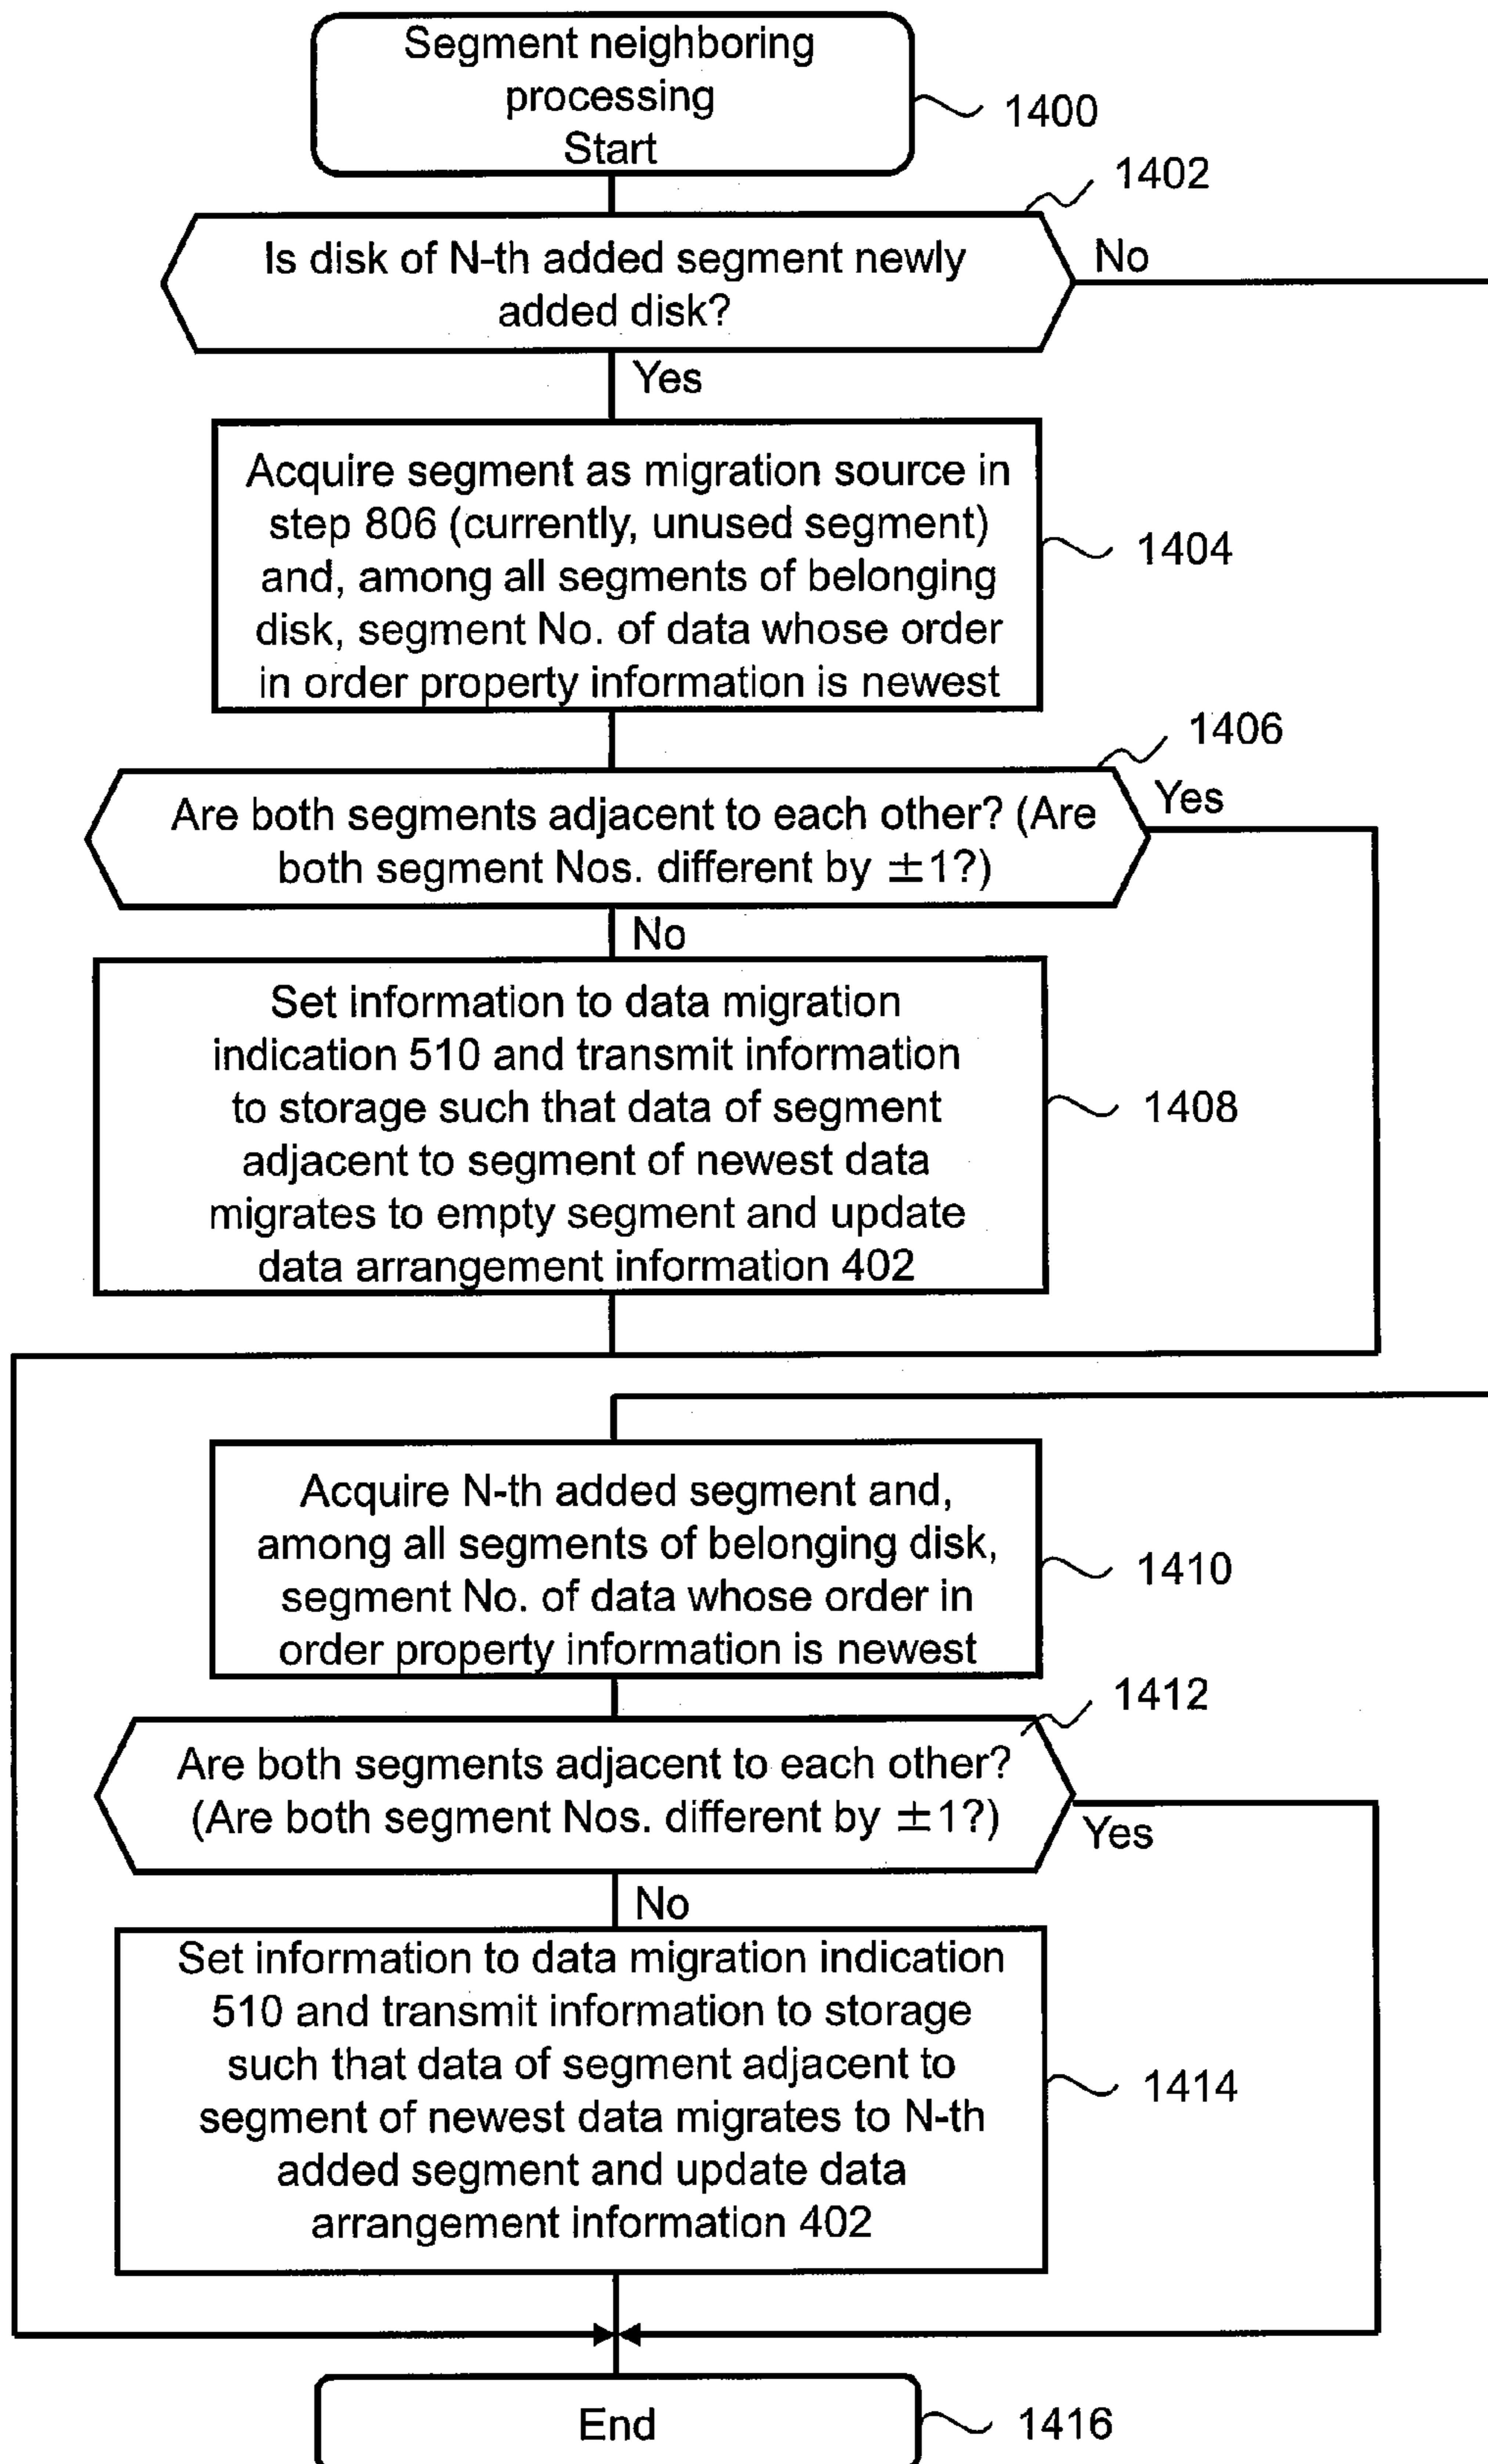 Segment neighboring
processing
Start
1400
1402
Is disk of N-th added segment newly
added disk?
No
Yes
Acquire segment as migration source in
step 806 (currently, unused segment)
and, among all segments of belonging
disk, segment No. of data whose order
in order property information is newest
1404
1406
Are both segments adjacent to each other? (Are
both segment Nos. different by ±1?)
Yes
No
Set information to data migration
indication 510 and transmit information
to storage such that data of segment
adjacent to segment of newest data
migrates to empty segment and update
data arrangement information 402
1408
Acquire N-th added segment and,
among all segments of belonging disk,
segment No. of data whose order in
order property information is newest
1410
1412
Are both segments adjacent to each other?
(Are both segment Nos. different by ±1?)
Yes
No
Set information to data migration indication
510 and transmit information to storage
such that data of segment adjacent to
segment of newest data migrates to N-th
added segment and update data
arrangement information 402
1414
End
1416